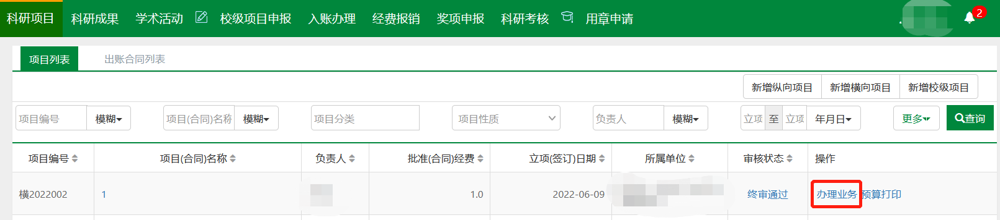 科研项目 科研成果 学术活动 校级项目申报 入账办理 经费报销 奖项申报 科研考核 用章申请 2
项目列表 出账合同列表
新增纵向项目 新增横向项目 新增校级项目
项目编号 模糊 项目(合同)名称 模糊 项目分类 项目性质 负责人 模糊 立项 至 立项 年月日 更多 查询
项目编号 项目(合同)名称 负责人 批准(合同)经费 立项(签订)日期 所属单位 审核状态 操作
横2022002 1 1.0 2022-06-09 终审通过 办理业务 预算打印